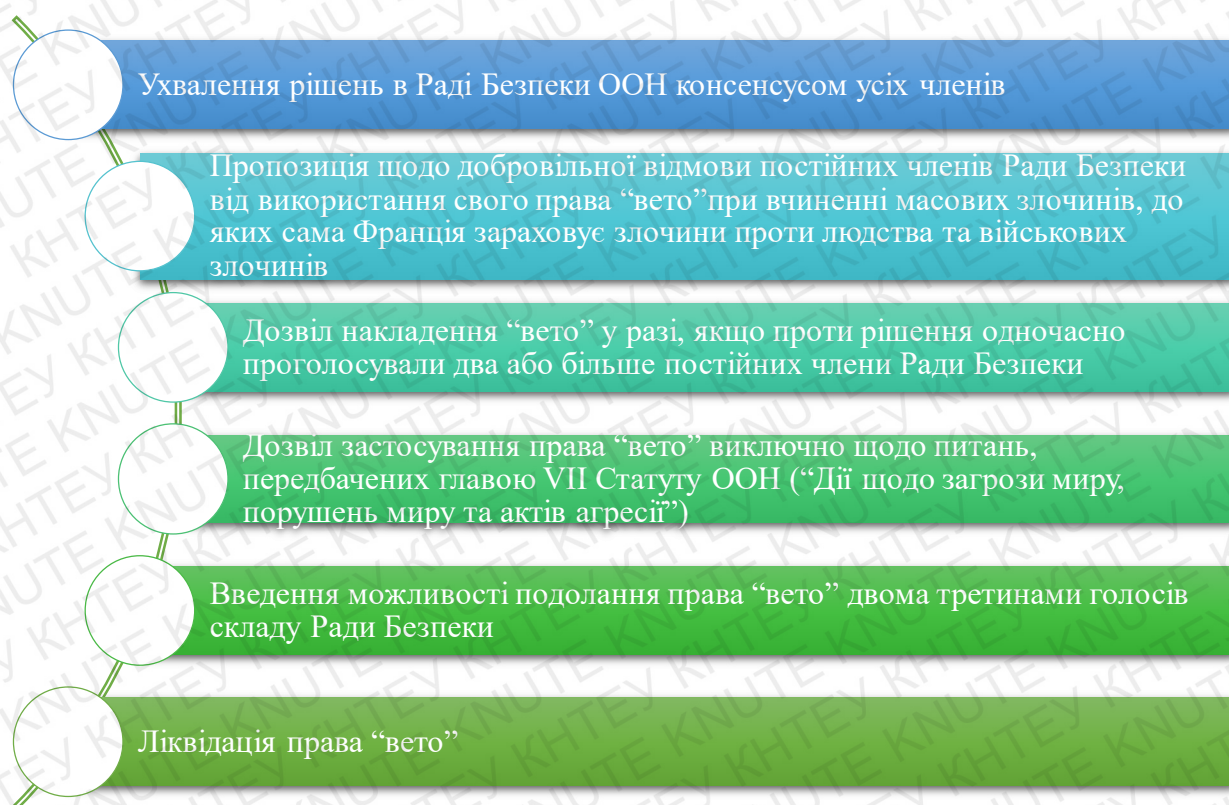 Ухвалення рішень в Раді Безпеки ООН консенсусом усіх членів
Пропозиція щодо добровільної відмови постійних членів Ради Безпеки
від використання свого права “вето”при вчиненні масових злочинів, до
яких сама Франція зараховує злочини проти людства та військових
злочинів
Дозвіл накладення “вето” у разі, якщо проти рішення одночасно
проголосували два або більше постійних члени Ради Безпеки
Дозвіл застосування права “вето” виключно щодо питань,
передбачених главою VII Статуту ООН (“Дії щодо загрози миру,
порушень миру та актів агресії”)
Введення можливості подолання права “вето” двома третинами голосів
складу Ради Безпеки
Ліквідація права “вето”